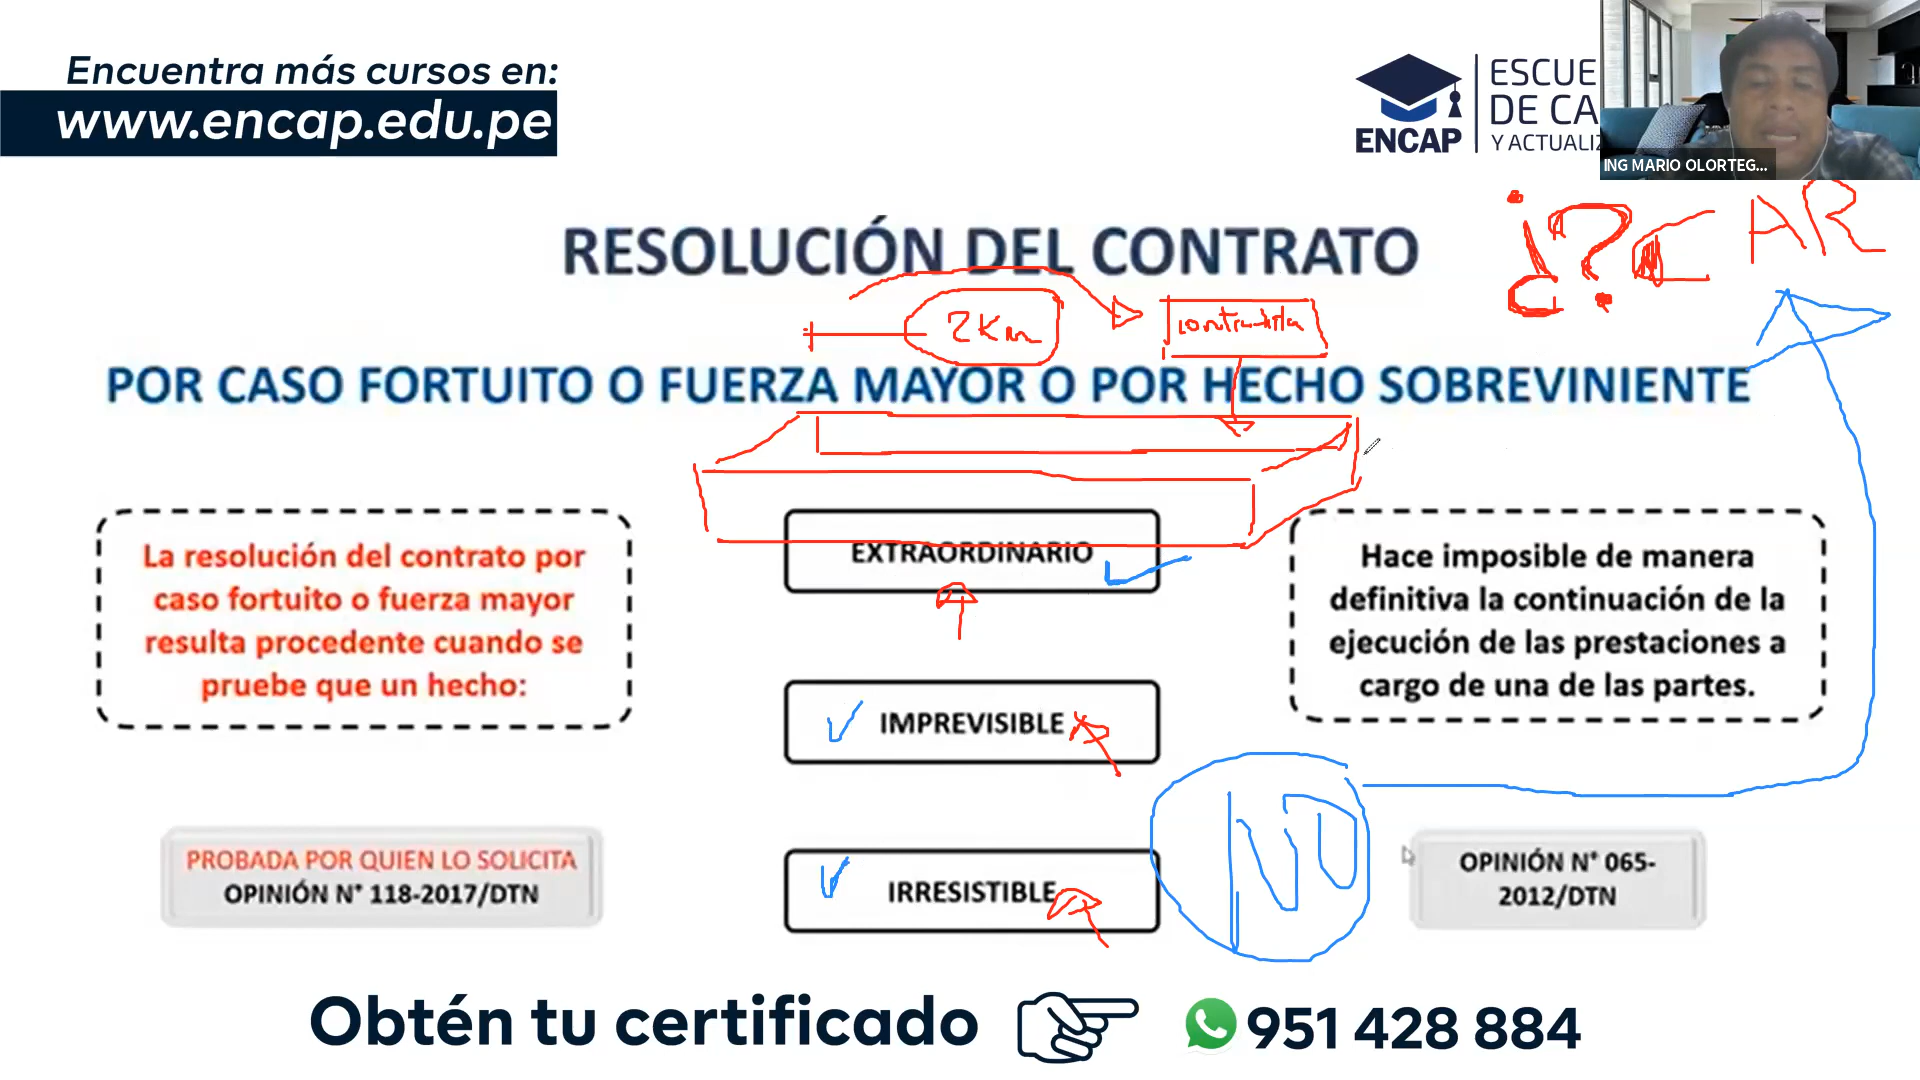 Encuentra más cursos en:
www.encap.edu.pe
ENCAP
ESCUE
DE CA
Y ACTUALIZ
ING MARIO OLORTEG...
¿?
CAR
RESOLUCIÓN DEL CONTRATO
2Km
contratista
POR CASO FORTUITO O FUERZA MAYOR O POR HECHO SOBREVINIENTE
La resolución del contrato por
caso fortuito o fuerza mayor
resulta procedente cuando se
pruebe que un hecho:
EXTRAORDINARIO
IMPREVISIBLE
IRRESISTIBLE
NO
Hace imposible de manera
definitiva la continuación de la
ejecución de las prestaciones a
cargo de una de las partes.
PROBADA POR QUIEN LO SOLICITA
OPINIÓN N° 118-2017/DTN
OPINIÓN N° 065-
2012/DTN
Obtén tu certificado
951 428 884